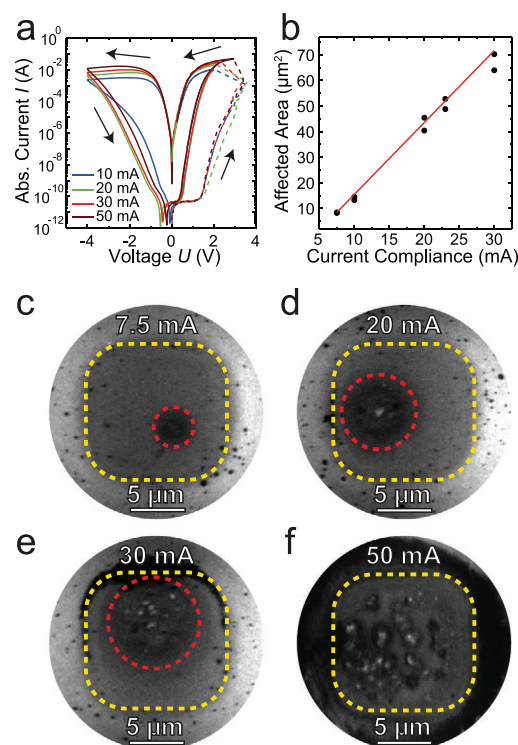 a
Abs. Current I (A)
10⁰
10⁻²
10⁻⁴
10⁻⁶
10⁻⁸
10⁻¹⁰
10⁻¹²
10 mA
20 mA
30 mA
50 mA
-4
-2
0
2
4
Voltage U (V)
b
Affected Area (µm²)
70
60
50
40
30
20
10
5
10
15
20
25
30
Current Compliance (mA)
c
7.5 mA
5 µm
d
20 mA
5 µm
e
30 mA
5 µm
f
50 mA
5 µm